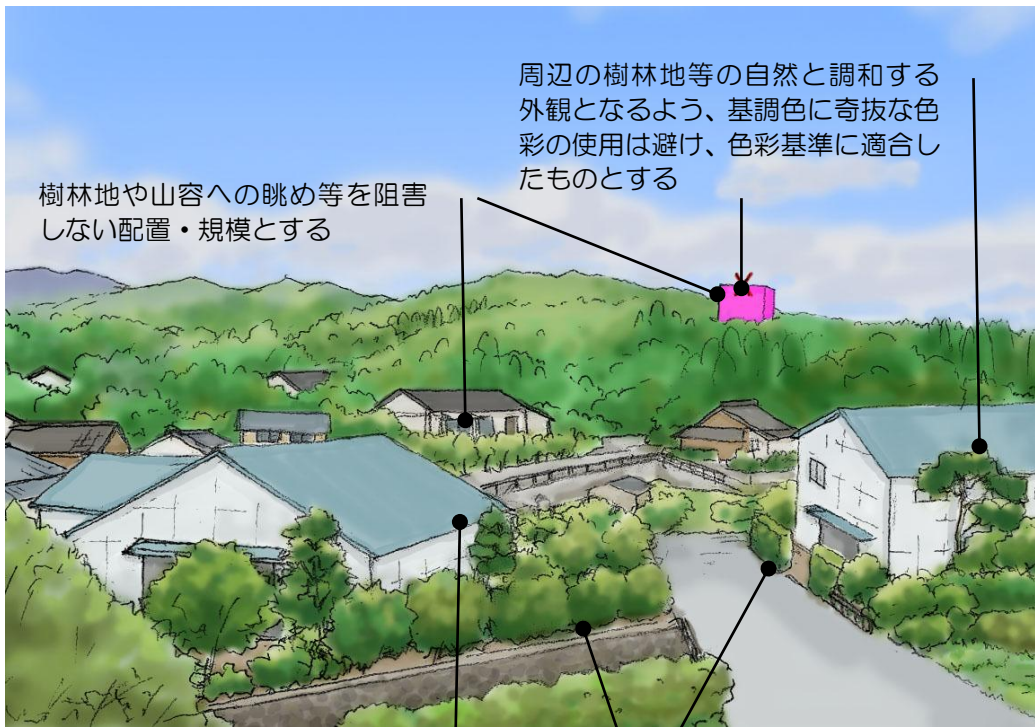 周辺の樹林地等の自然と調和する
外観となるよう、基調色に奇抜な色
彩の使用は避け、色彩基準に適合し
たものとする
樹林地や山容への眺め等を阻害
しない配置・規模とする